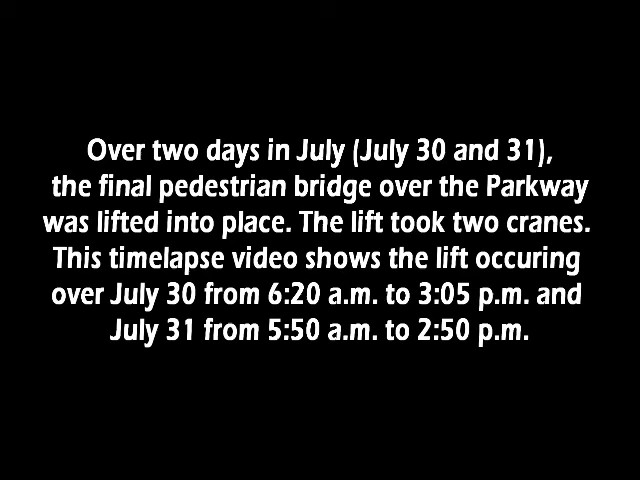 Over two days in July (July 30 and 31),
the final pedestrian bridge over the Parkway
was lifted into place. The lift took two cranes.
This timelapse video shows the lift occuring
over July 30 from 6:20 a.m. to 3:05 p.m. and
July 31 from 5:50 a.m. to 2:50 p.m.